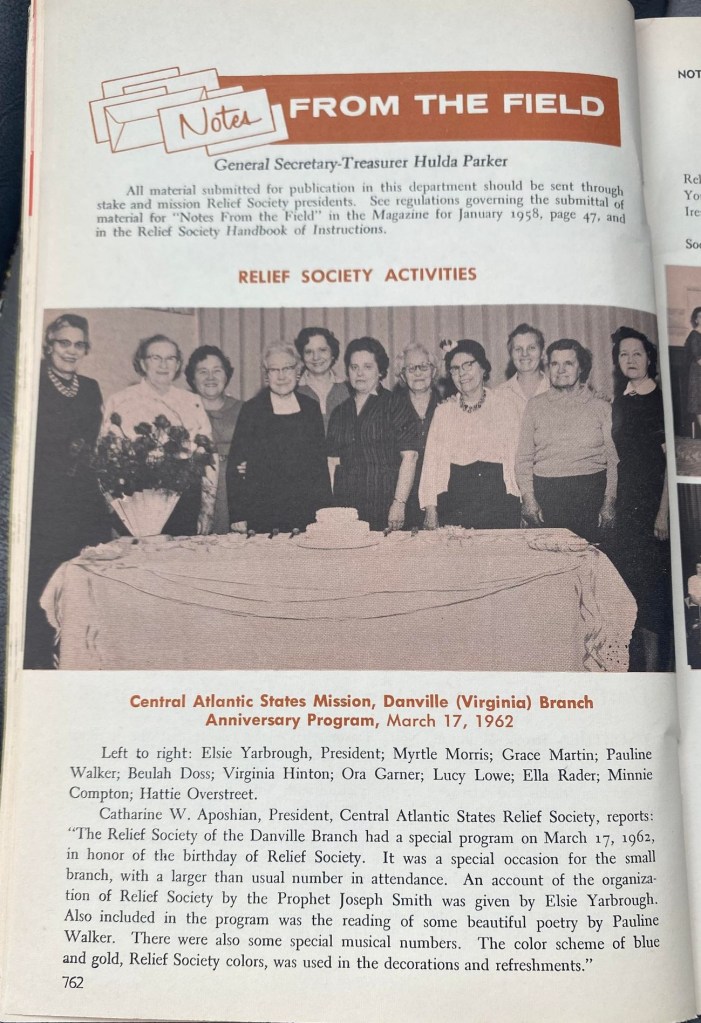 Notes FROM THE FIELD
General Secretary-Treasurer Hulda Parker
All material submitted for publication in this department should be sent through
stake and mission Relief Society presidents. See regulations governing the submittal of
material for "Notes From the Field" in the Magazine for January 1958, page 47, and
in the Relief Society Handbook of Instructions.
RELIEF SOCIETY ACTIVITIES
Central Atlantic States Mission, Danville (Virginia) Branch
Anniversary Program, March 17, 1962
Left to right: Elsie Yarbrough, President; Myrtle Morris; Grace Martin; Pauline
Walker; Beulah Doss; Virginia Hinton; Ora Garner; Lucy Lowe; Ella Rader; Minnie
Compton; Hattie Overstreet.
Catharine W. Aposhian, President, Central Atlantic States Relief Society, reports:
"The Relief Society of the Danville Branch had a special program on March 17, 1962,
in honor of the birthday of Relief Society. It was a special occasion for the small
branch, with a larger than usual number in attendance. An account of the organiza-
tion of Relief Society by the Prophet Joseph Smith was given by Elsie Yarbrough.
Also included in the program was the reading of some beautiful poetry by Pauline
Walker. There were also some special musical numbers. The color scheme of blue
and gold, Relief Society colors, was used in the decorations and refreshments."
762